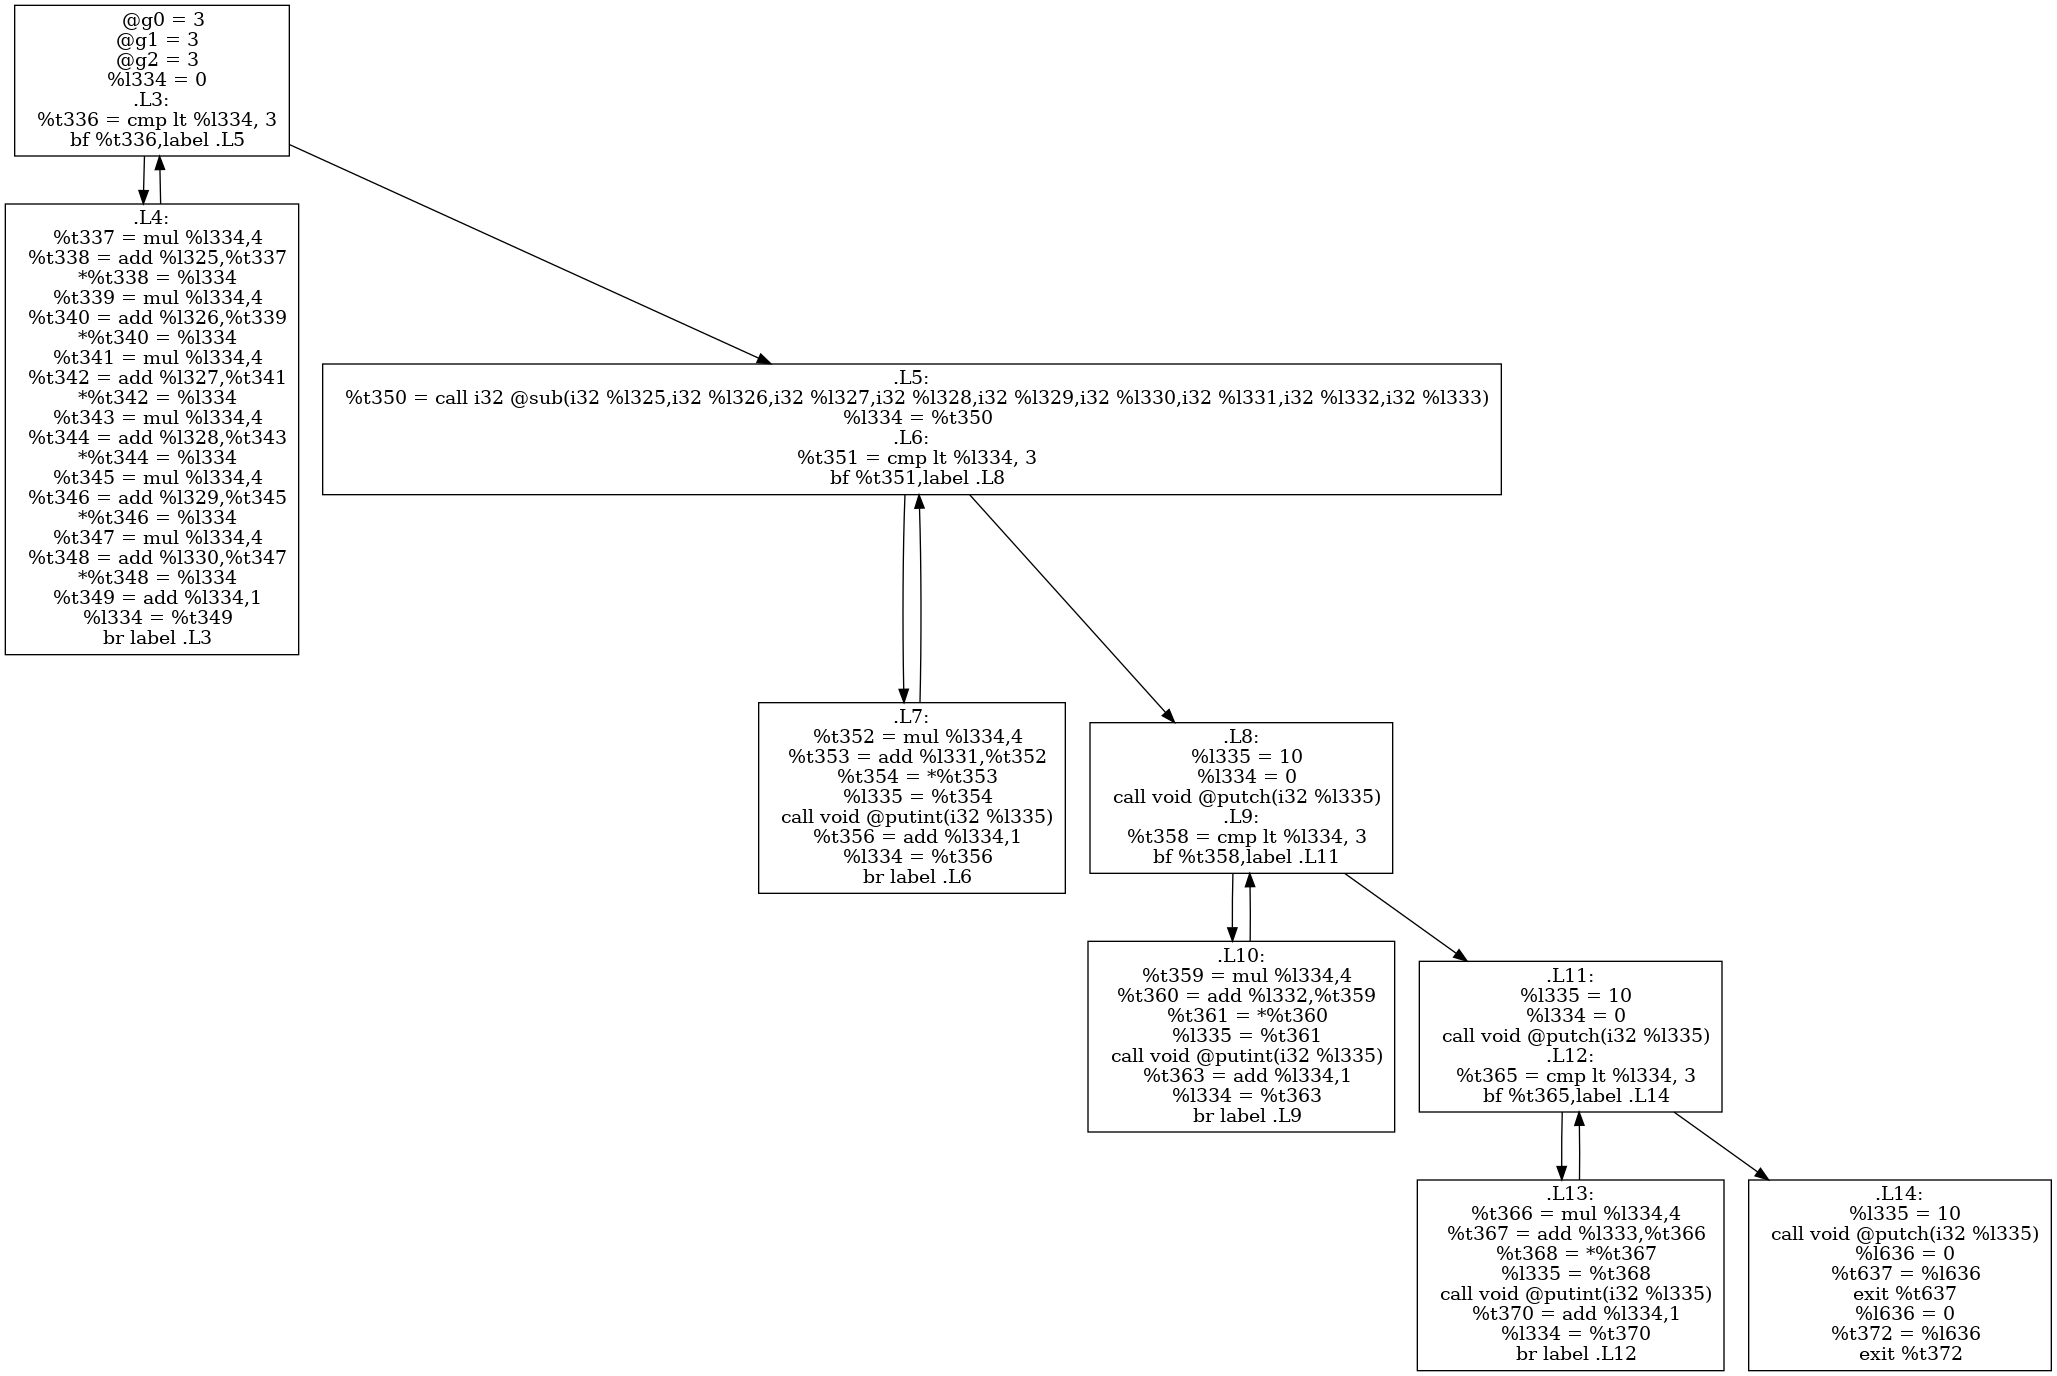 @g0 = 3
@g1 = 3
@g2 = 3
%l334 = 0
.L3:
%t336 = cmp lt %l334, 3
bf %t336,label .L5
.L4:
%t337 = mul %l334,4
%t338 = add %l325,%t337
*%t338 = %l334
%t339 = mul %l334,4
%t340 = add %l326,%t339
*%t340 = %l334
%t341 = mul %l334,4
%t342 = add %l327,%t341
*%t342 = %l334
%t343 = mul %l334,4
%t344 = add %l328,%t343
*%t344 = %l334
%t345 = mul %l334,4
%t346 = add %l329,%t345
*%t346 = %l334
%t347 = mul %l334,4
%t348 = add %l330,%t347
*%t348 = %l334
%t349 = add %l334,1
%l334 = %t349
br label .L3
.L5:
%t350 = call i32 @sub(i32 %l325,i32 %l326,i32 %l327,i32 %l328,i32 %l329,i32 %l330,i32 %l331,i32 %l332,i32 %l333)
%l334 = %t350
.L6:
%t351 = cmp lt %l334, 3
bf %t351,label .L8
.L7:
%t352 = mul %l334,4
%t353 = add %l331,%t352
%t354 = *%t353
%l335 = %t354
call void @putint(i32 %l335)
%t356 = add %l334,1
%l334 = %t356
br label .L6
.L8:
%l335 = 10
%l334 = 0
call void @putch(i32 %l335)
.L9:
%t358 = cmp lt %l334, 3
bf %t358,label .L11
.L10:
%t359 = mul %l334,4
%t360 = add %l332,%t359
%t361 = *%t360
%l335 = %t361
call void @putint(i32 %l335)
%t363 = add %l334,1
%l334 = %t363
br label .L9
.L11:
%l335 = 10
%l334 = 0
call void @putch(i32 %l335)
.L12:
%t365 = cmp lt %l334, 3
bf %t365,label .L14
.L13:
%t366 = mul %l334,4
%t367 = add %l333,%t366
%t368 = *%t367
%l335 = %t368
call void @putint(i32 %l335)
%t370 = add %l334,1
%l334 = %t370
br label .L12
.L14:
%l335 = 10
call void @putch(i32 %l335)
%l636 = 0
%t637 = %l636
exit %t637
%l636 = 0
%t372 = %l636
exit %t372